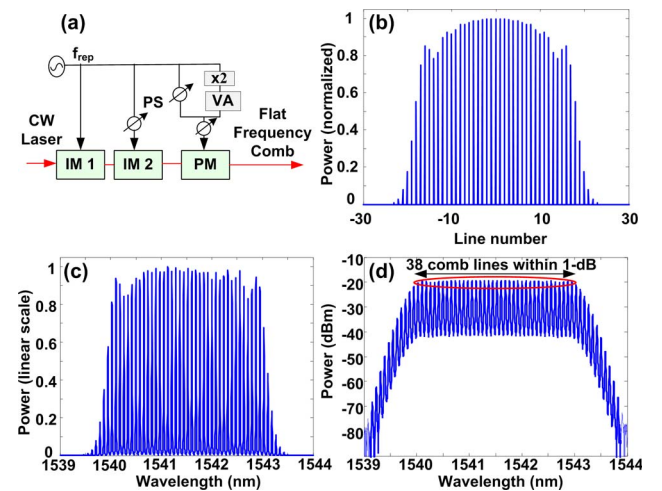 (a)
f_rep
x2
PS
VA
CW
Laser
Flat
Frequency
Comb
IM 1
IM 2
PM
(b)
Power (normalized)
1
0.8
0.6
0.4
0.2
0
-30
-10
10
30
Line number
(c)
Power (linear scale)
1
0.8
0.6
0.4
0.2
0
1539
1540
1541
1542
1543
1544
Wavelength (nm)
(d)
38 comb lines within 1-dB
Power (dBm)
-10
-20
-30
-40
-50
-60
-70
-80
1539
1540
1541
1542
1543
1544
Wavelength (nm)